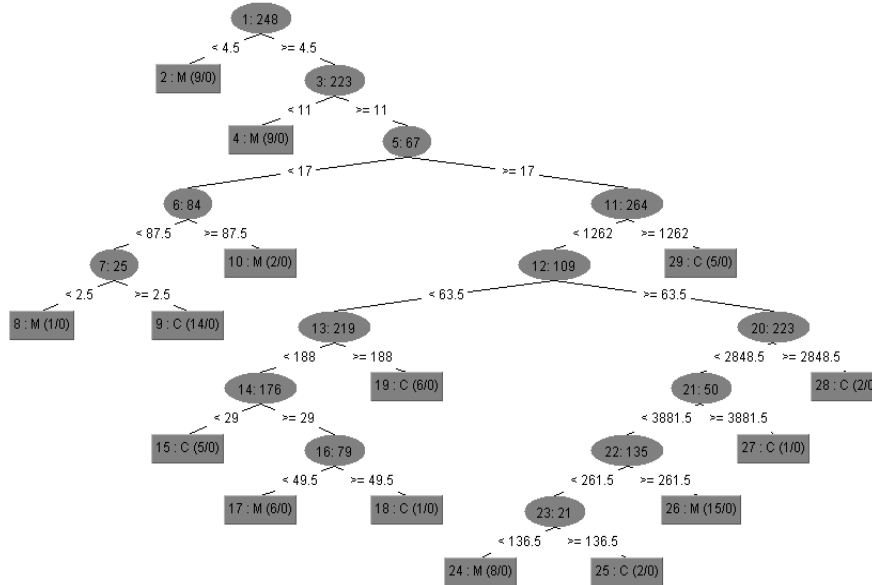 1: 248
< 4.5 >= 4.5
2 : M (9/0) 3: 223
< 11 >= 11
4 : M (9/0) 5: 67
< 17 >= 17
6: 84 11: 264
< 87.5 >= 87.5 < 1262 >= 1262
7: 25 10 : M (2/0) 12: 109 29 : C (5/0)
< 2.5 >= 2.5 < 63.5 >= 63.5
8 : M (1/0) 9 : C (14/0) 13: 219 20: 223
< 188 >= 188 < 2848.5 >= 2848.5
14: 176 19 : C (6/0) 21: 50 28 : C (2/0
< 29 >= 29 < 3881.5 >= 3881.5
15 : C (5/0) 16: 79 22: 135 27 : C (1/0)
< 49.5 >= 49.5 < 261.5 >= 261.5
17 : M (6/0) 18 : C (1/0) 23: 21 26 : M (15/0)
< 136.5 >= 136.5
24 : M (8/0) 25 : C (2/0)